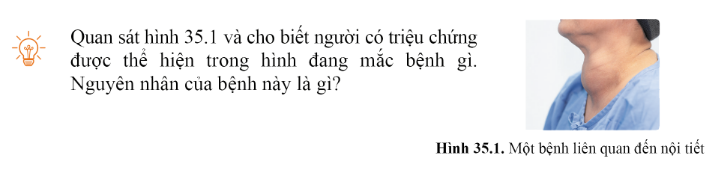 Quan sát hình 35.1 và cho biết người có triệu chứng
được thể hiện trong hình đang mắc bệnh gì.
Nguyên nhân của bệnh này là gì?
Hình 35.1. Một bệnh liên quan đến nội tiết